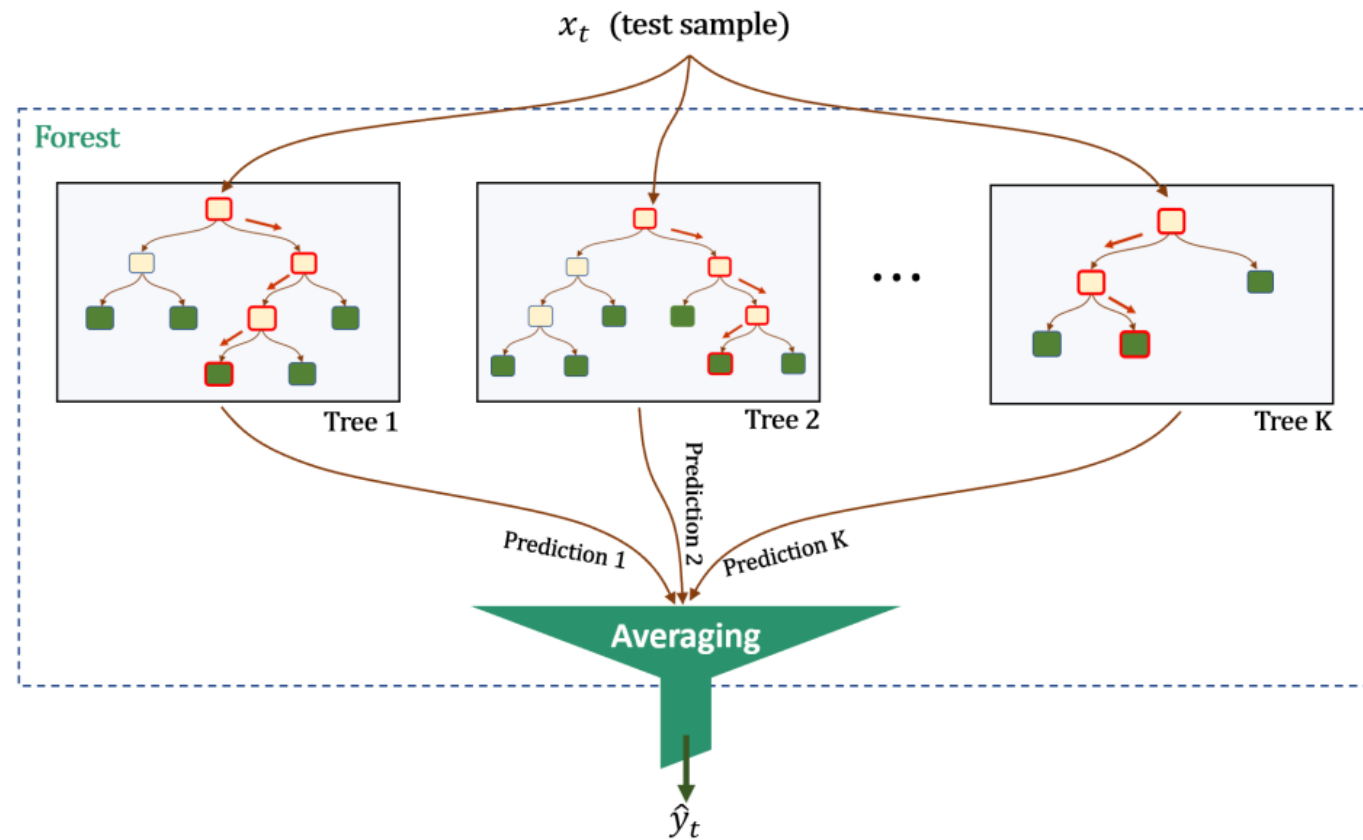 x_t (test sample)
Forest
Tree 1
Tree 2
...
Tree K
Prediction 1
Prediction 2
Prediction K
Averaging
ŷ_t